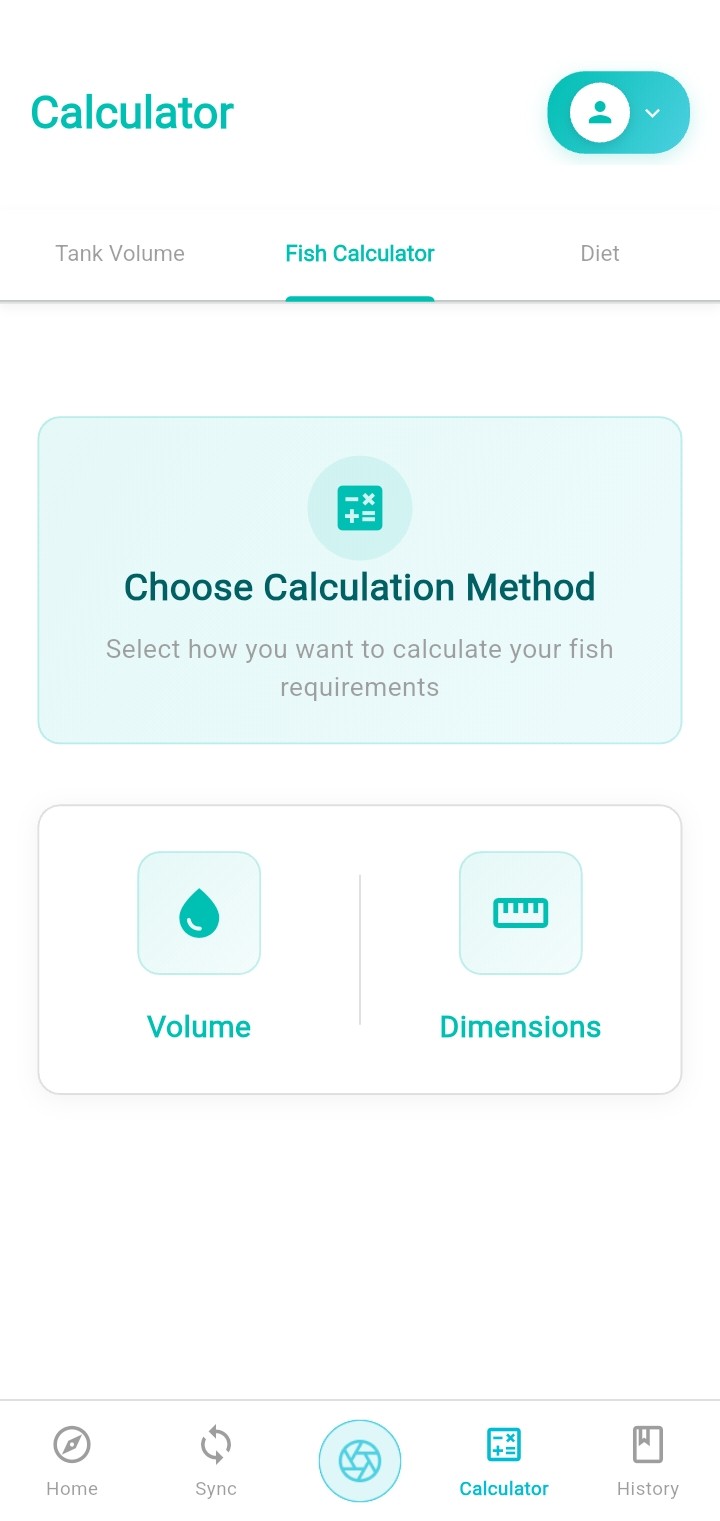 Calculator
Tank Volume
Fish Calculator
Diet
Choose Calculation Method
Select how you want to calculate your fish
requirements
Volume
Dimensions
Home
Sync
Calculator
History